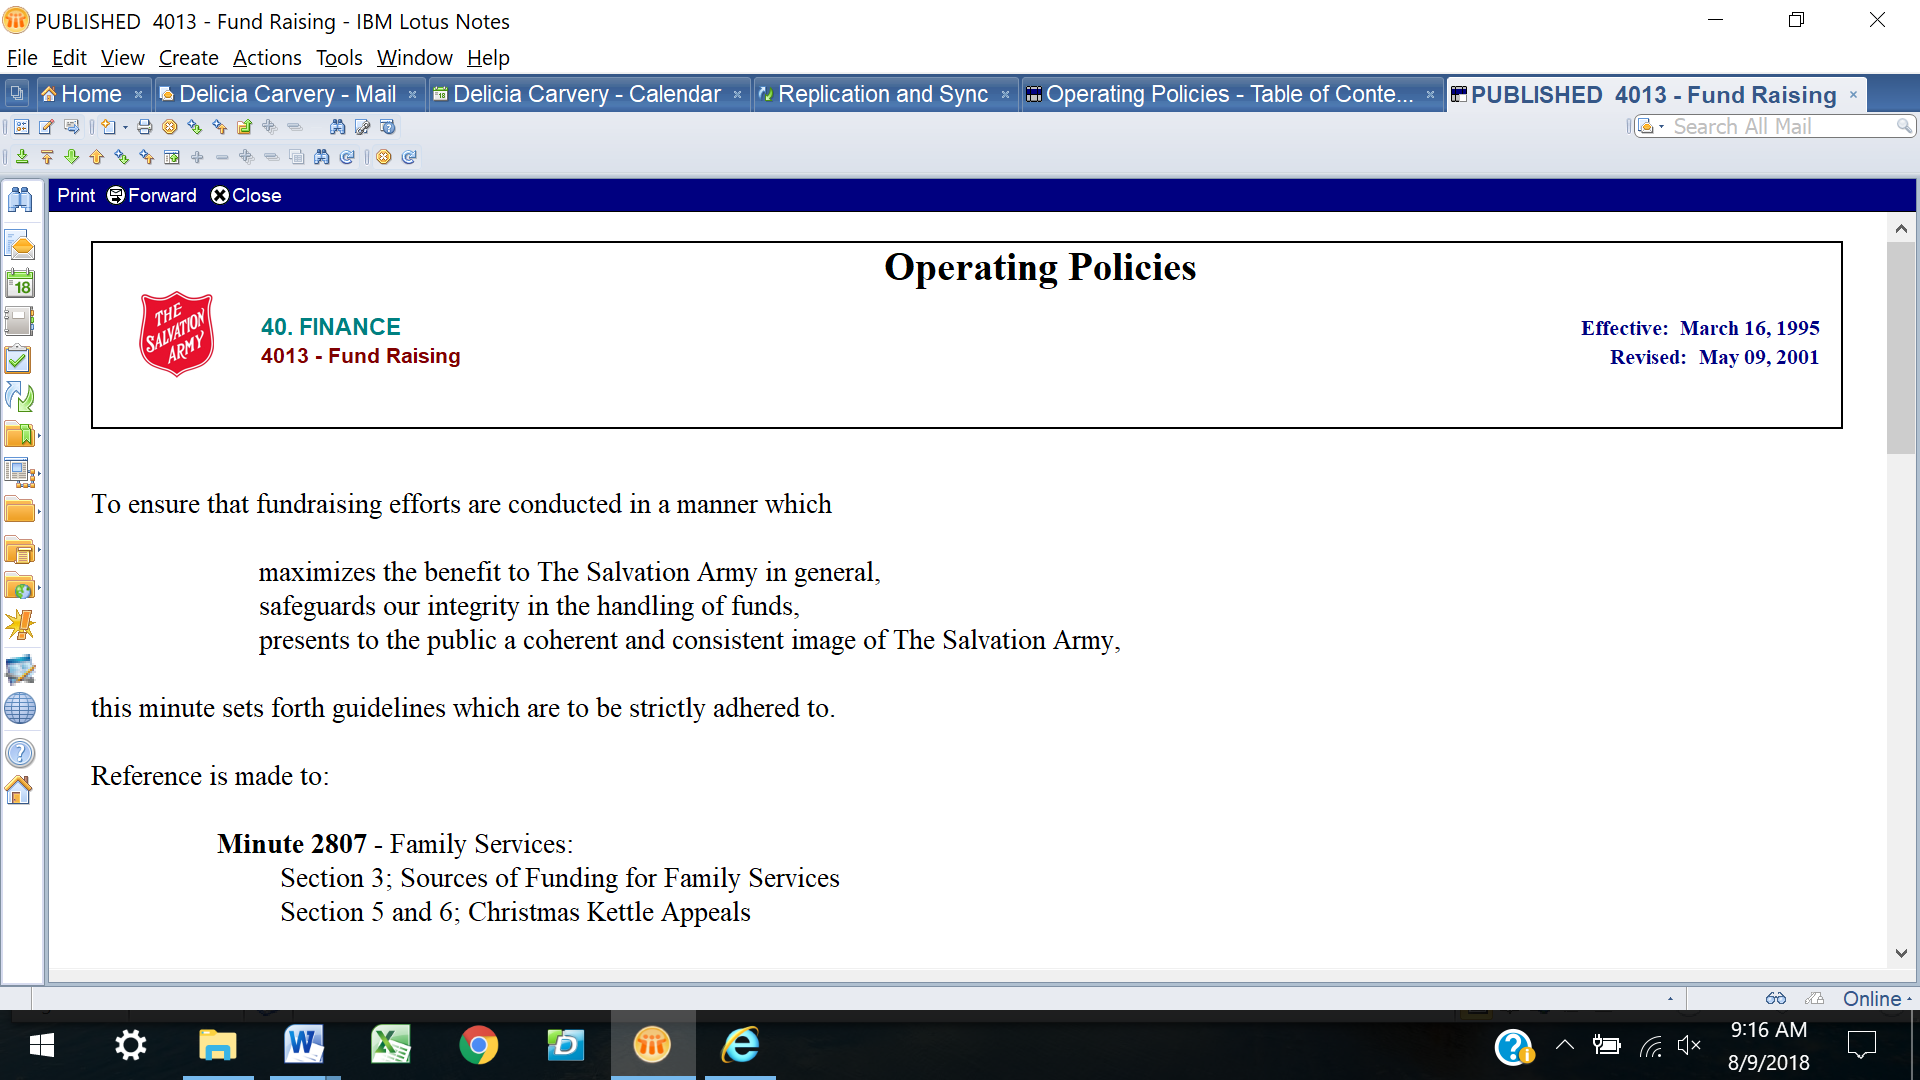 PUBLISHED 4013 - Fund Raising - IBM Lotus Notes
File Edit View Create Actions Tools Window Help
Home
Delicia Carvery - Mail
Delicia Carvery - Calendar
Replication and Sync
Operating Policies - Table of Conte...
PUBLISHED 4013 - Fund Raising
Search All Mail
Print Forward Close
Operating Policies
THE
SALVATION
ARMY
40. FINANCE
4013 - Fund Raising
Effective: March 16, 1995
Revised: May 09, 2001
To ensure that fundraising efforts are conducted in a manner which
maximizes the benefit to The Salvation Army in general,
safeguards our integrity in the handling of funds,
presents to the public a coherent and consistent image of The Salvation Army,
this minute sets forth guidelines which are to be strictly adhered to.
Reference is made to:
Minute 2807 - Family Services:
Section 3; Sources of Funding for Family Services
Section 5 and 6; Christmas Kettle Appeals
18
Online
9:16 AM
8/9/2018